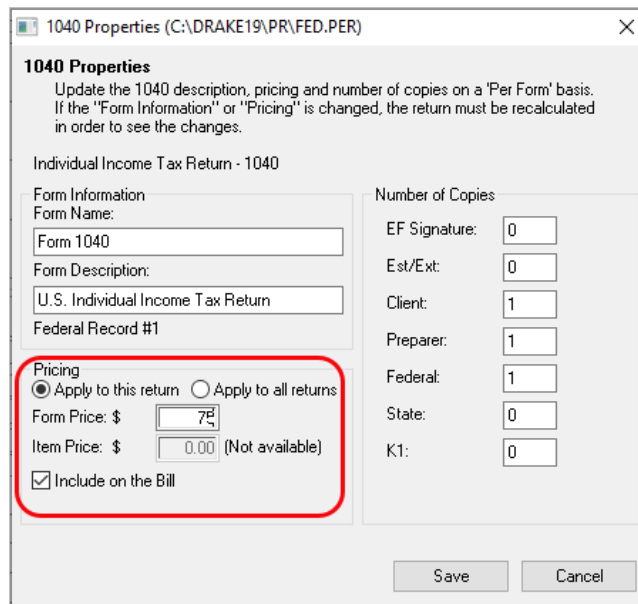 1040 Properties (C:\DRAKE19\PR\FED.PER)
1040 Properties
Update the 1040 description, pricing and number of copies on a 'Per Form' basis.
If the "Form Information" or "Pricing" is changed, the return must be recalculated
in order to see the changes.
Individual Income Tax Return - 1040
Form Information
Form Name:
Form 1040
Form Description:
U.S. Individual Income Tax Return
Federal Record #1
Pricing
Apply to this return Apply to all returns
Form Price: $
Item Price: $ 0.00 (Not available)
Include on the Bill
Number of Copies
EF Signature: 0
Est/Ext: 0
Client: 1
Preparer: 1
Federal: 1
State: 0
K1: 0
Save Cancel